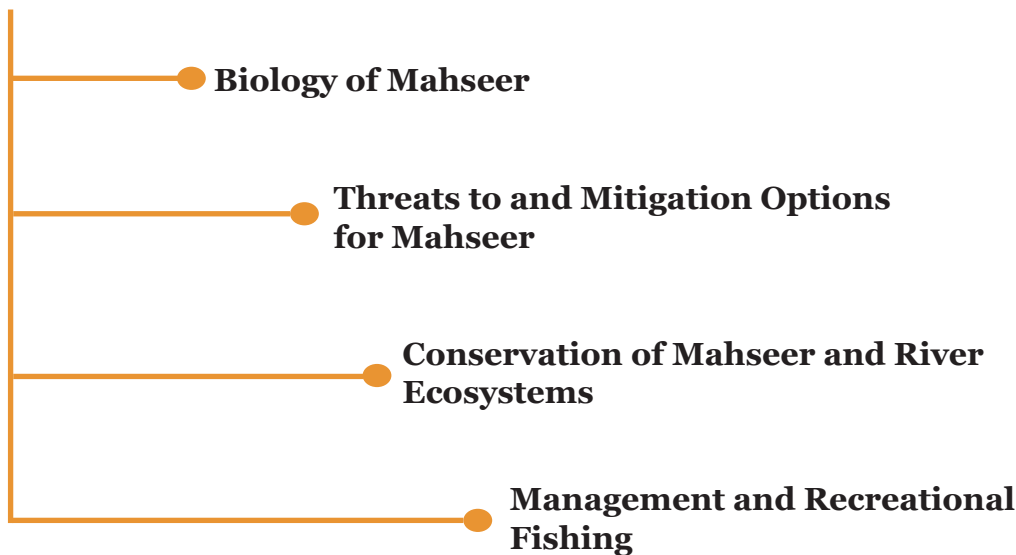 Biology of Mahseer
Threats to and Mitigation Options
for Mahseer
Conservation of Mahseer and River
Ecosystems
Management and Recreational
Fishing